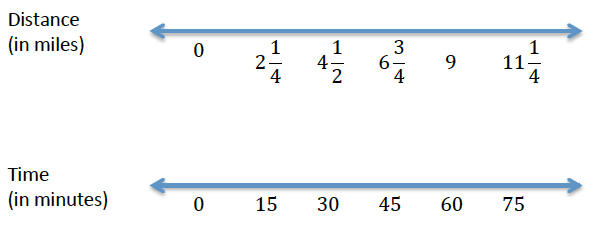 Distance
(in miles)
0 2 1/4 4 1/2 6 3/4 9 11 1/4
Time
(in minutes)
0 15 30 45 60 75